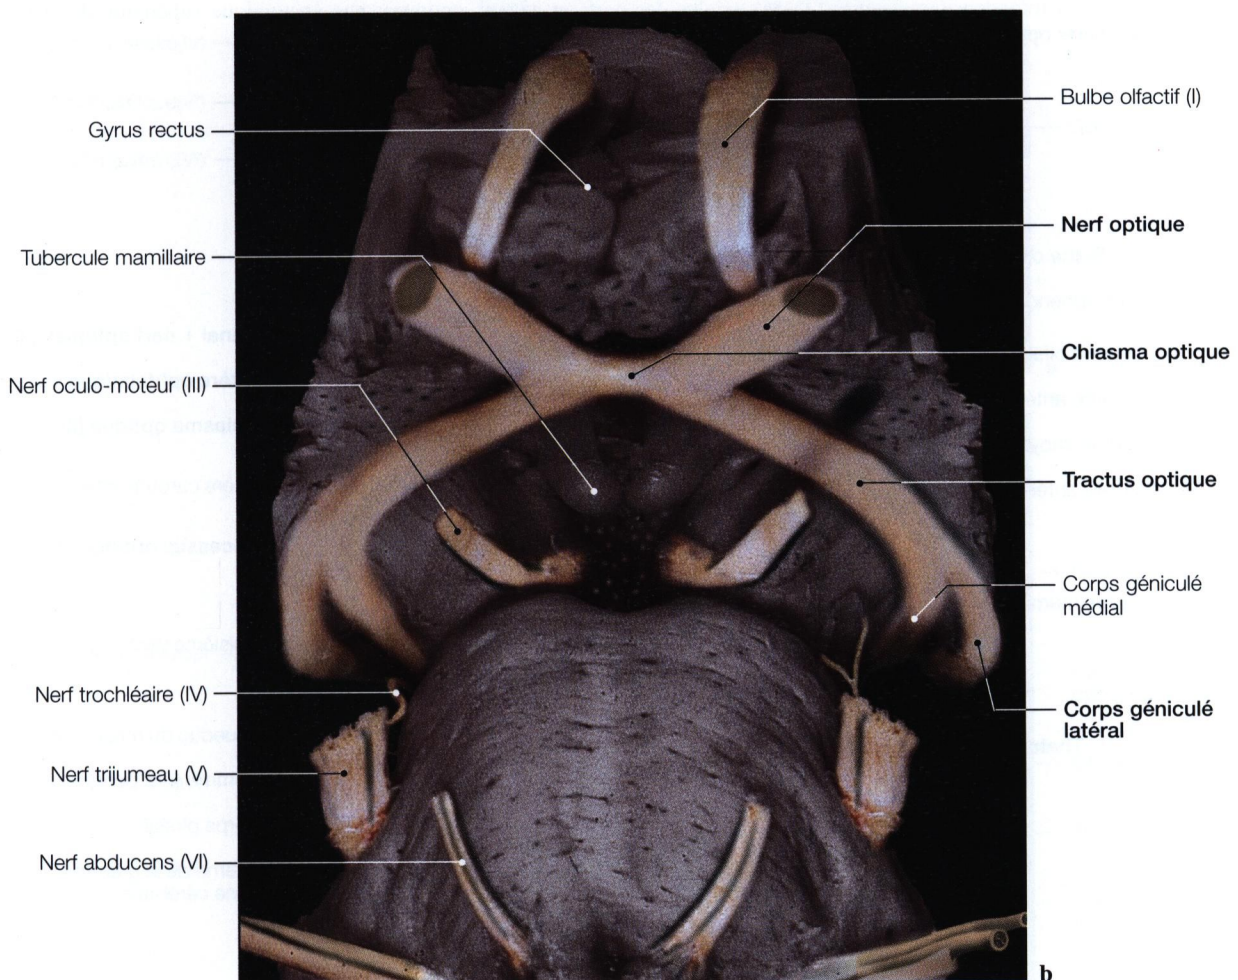 Gyrus rectus
Tubercule mamillaire
Nerf oculo-moteur (III)
Nerf trochléaire (IV)
Nerf trijumeau (V)
Nerf abducens (VI)
Bulbe olfactif (I)
Nerf optique
Chiasma optique
Tractus optique
Corps géniculé
médial
Corps géniculé
latéral
b